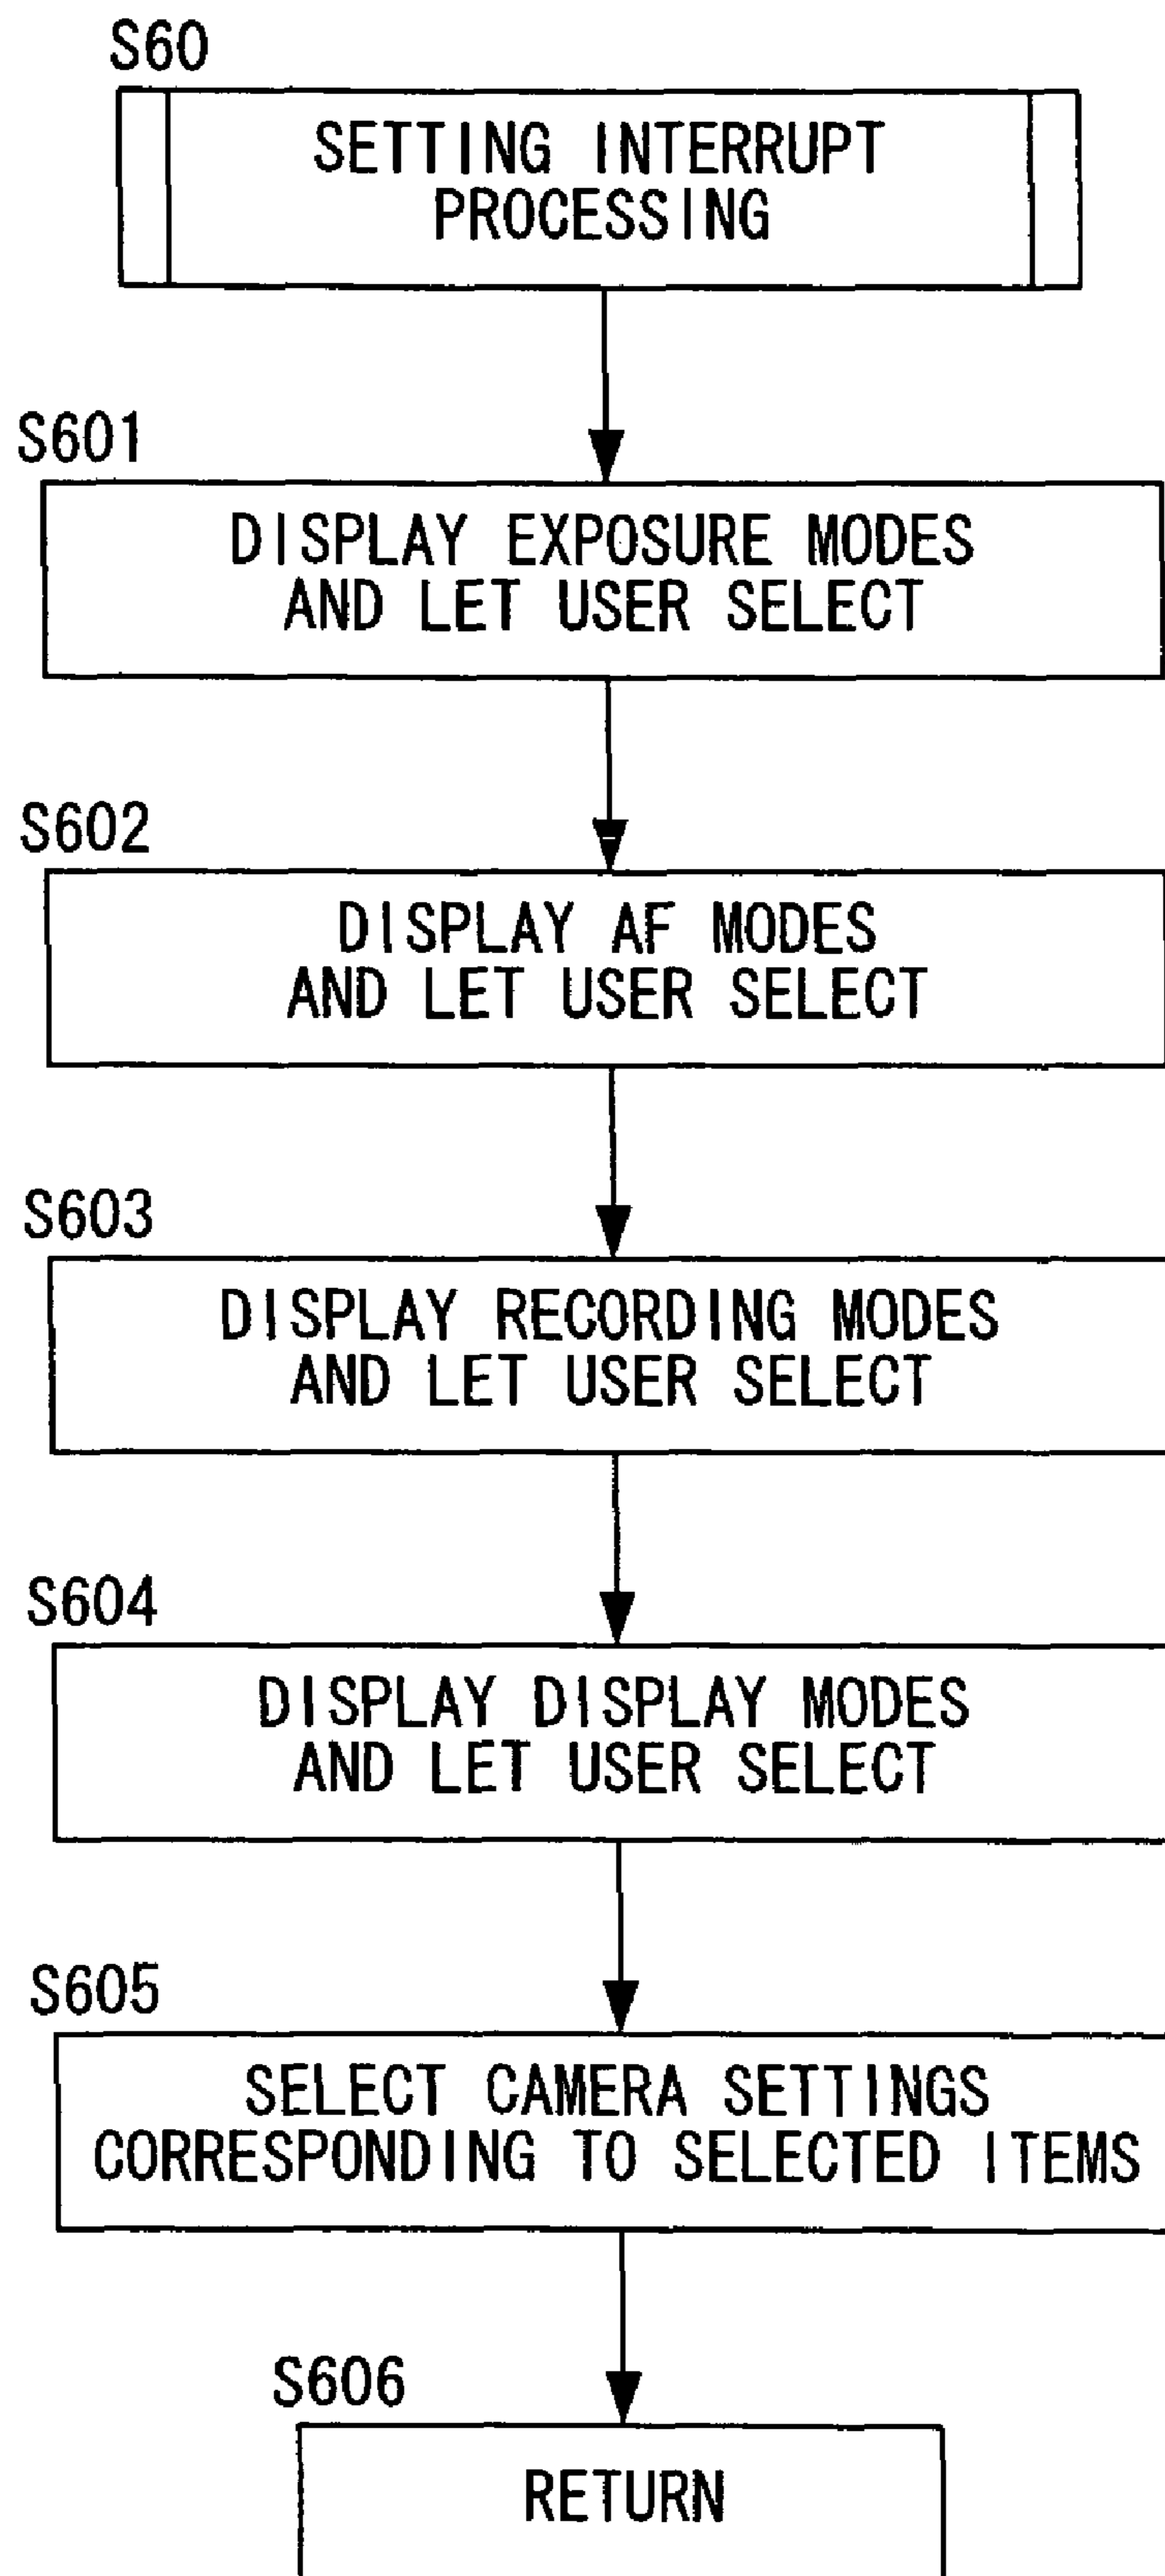 S60
SETTING INTERRUPT
PROCESSING
S601
DISPLAY EXPOSURE MODES
AND LET USER SELECT
S602
DISPLAY AF MODES
AND LET USER SELECT
S603
DISPLAY RECORDING MODES
AND LET USER SELECT
S604
DISPLAY DISPLAY MODES
AND LET USER SELECT
S605
SELECT CAMERA SETTINGS
CORRESPONDING TO SELECTED ITEMS
S606
RETURN